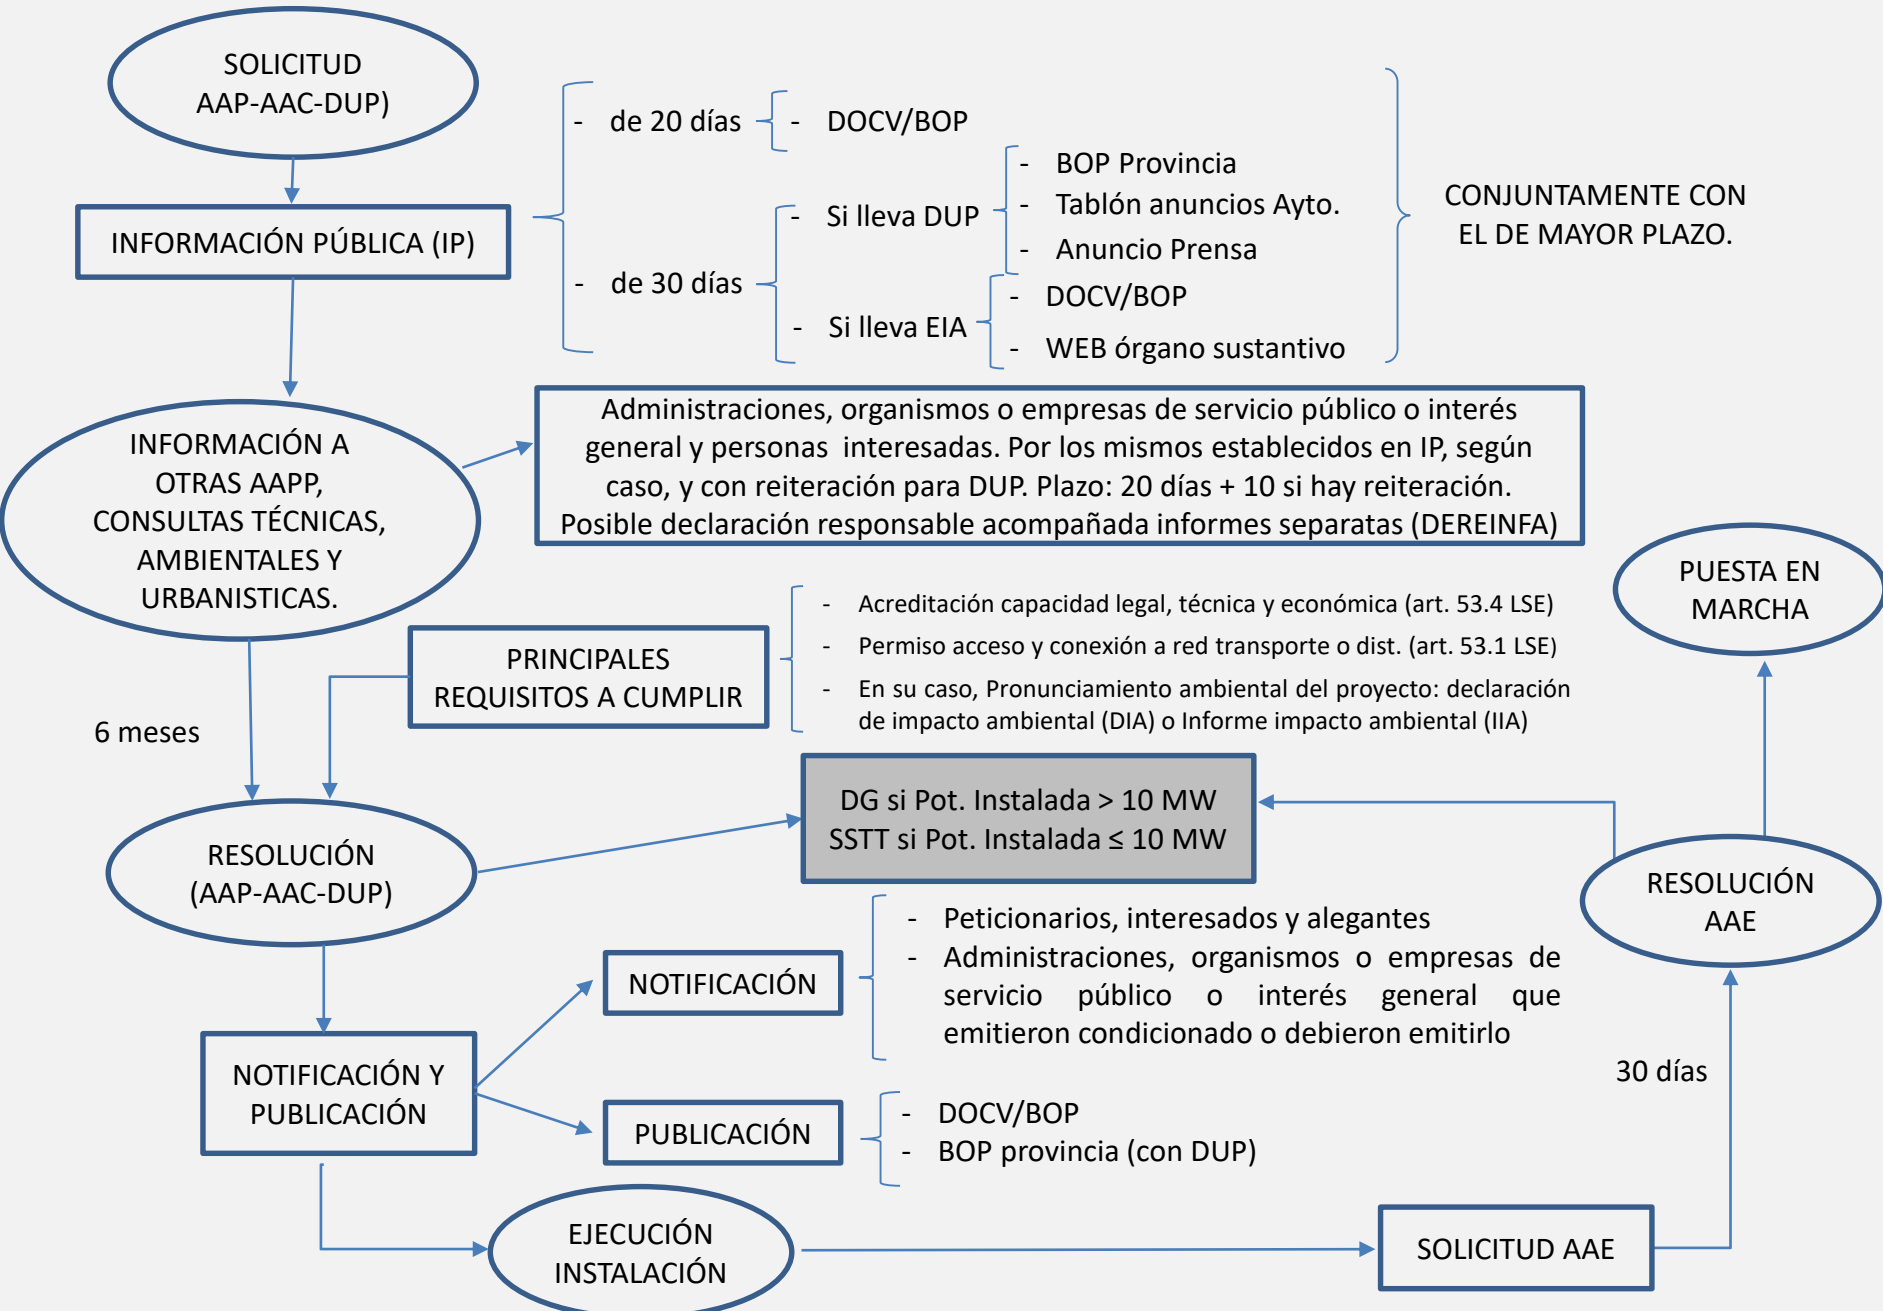 SOLICITUD
AAP-AAC-DUP)
INFORMACIÓN PÚBLICA (IP)
- de 20 días
- DOCV/BOP
- de 30 días
- Si lleva DUP
- BOP Provincia
- Tablón anuncios Ayto.
- Anuncio Prensa
- Si lleva EIA
- DOCV/BOP
- WEB órgano sustantivo
CONJUNTAMENTE CON
EL DE MAYOR PLAZO.
INFORMACIÓN A
OTRAS AAPP,
CONSULTAS TÉCNICAS,
AMBIENTALES Y
URBANISTICAS.
Administraciones, organismos o empresas de servicio público o interés
general y personas interesadas. Por los mismos establecidos en IP, según
caso, y con reiteración para DUP. Plazo: 20 días + 10 si hay reiteración.
Posible declaración responsable acompañada informes separatas (DEREINFA)
PRINCIPALES
REQUISITOS A CUMPLIR
- Acreditación capacidad legal, técnica y económica (art. 53.4 LSE)
- Permiso acceso y conexión a red transporte o dist. (art. 53.1 LSE)
- En su caso, Pronunciamiento ambiental del proyecto: declaración
de impacto ambiental (DIA) o Informe impacto ambiental (IIA)
6 meses
RESOLUCIÓN
(AAP-AAC-DUP)
DG si Pot. Instalada > 10 MW
SSTT si Pot. Instalada ≤ 10 MW
NOTIFICACIÓN Y
PUBLICACIÓN
NOTIFICACIÓN
- Peticionarios, interesados y alegantes
- Administraciones, organismos o empresas de
servicio público o interés general que
emitieron condicionado o debieron emitirlo
PUBLICACIÓN
- DOCV/BOP
- BOP provincia (con DUP)
EJECUCIÓN
INSTALACIÓN
SOLICITUD AAE
30 días
RESOLUCIÓN
AAE
PUESTA EN
MARCHA